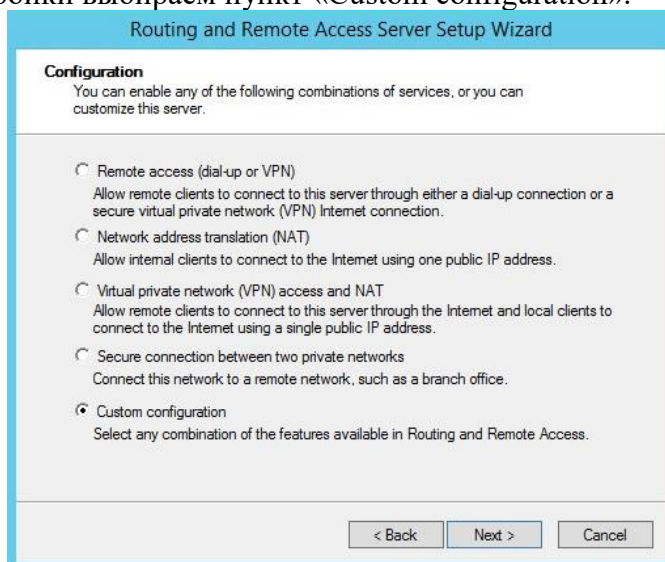 выбираем пункт «Custom configuration».
Routing and Remote Access Server Setup Wizard
Configuration
You can enable any of the following combinations of services, or you can
customize this server.
Remote access (dial-up or VPN)
Allow remote clients to connect to this server through either a dial-up connection or a
secure virtual private network (VPN) Internet connection.
Network address translation (NAT)
Allow internal clients to connect to the Internet using one public IP address.
Virtual private network (VPN) access and NAT
Allow remote clients to connect to this server through the Internet and local clients to
connect to the Internet using a single public IP address.
Secure connection between two private networks
Connect this network to a remote network, such as a branch office.
Custom configuration
Select any combination of the features available in Routing and Remote Access.
< Back Next > Cancel